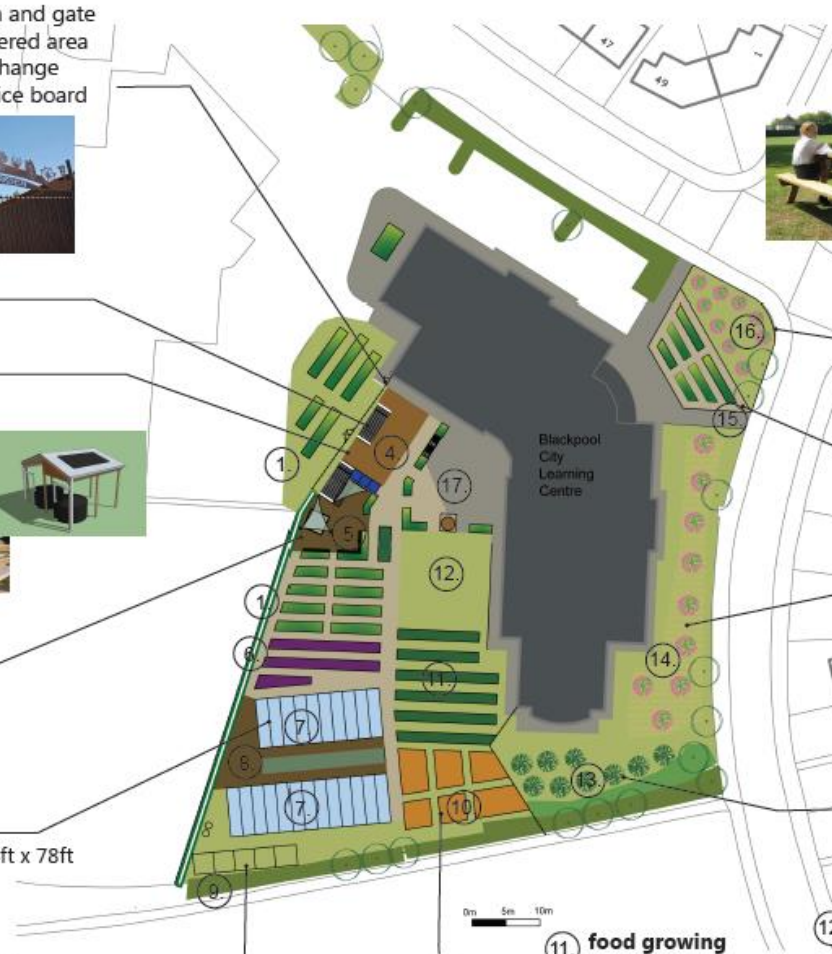 n and gate
ered area
hange
ice board
47
49
1
16.
15.
Blackpool
City
Learning
Centre
1.
4.
17.
5.
12.
1.
6.
11.
14.
7.
8.
7.
13.
10.
ft x 78ft
9.
0m 5m 10m
11. food growing
12